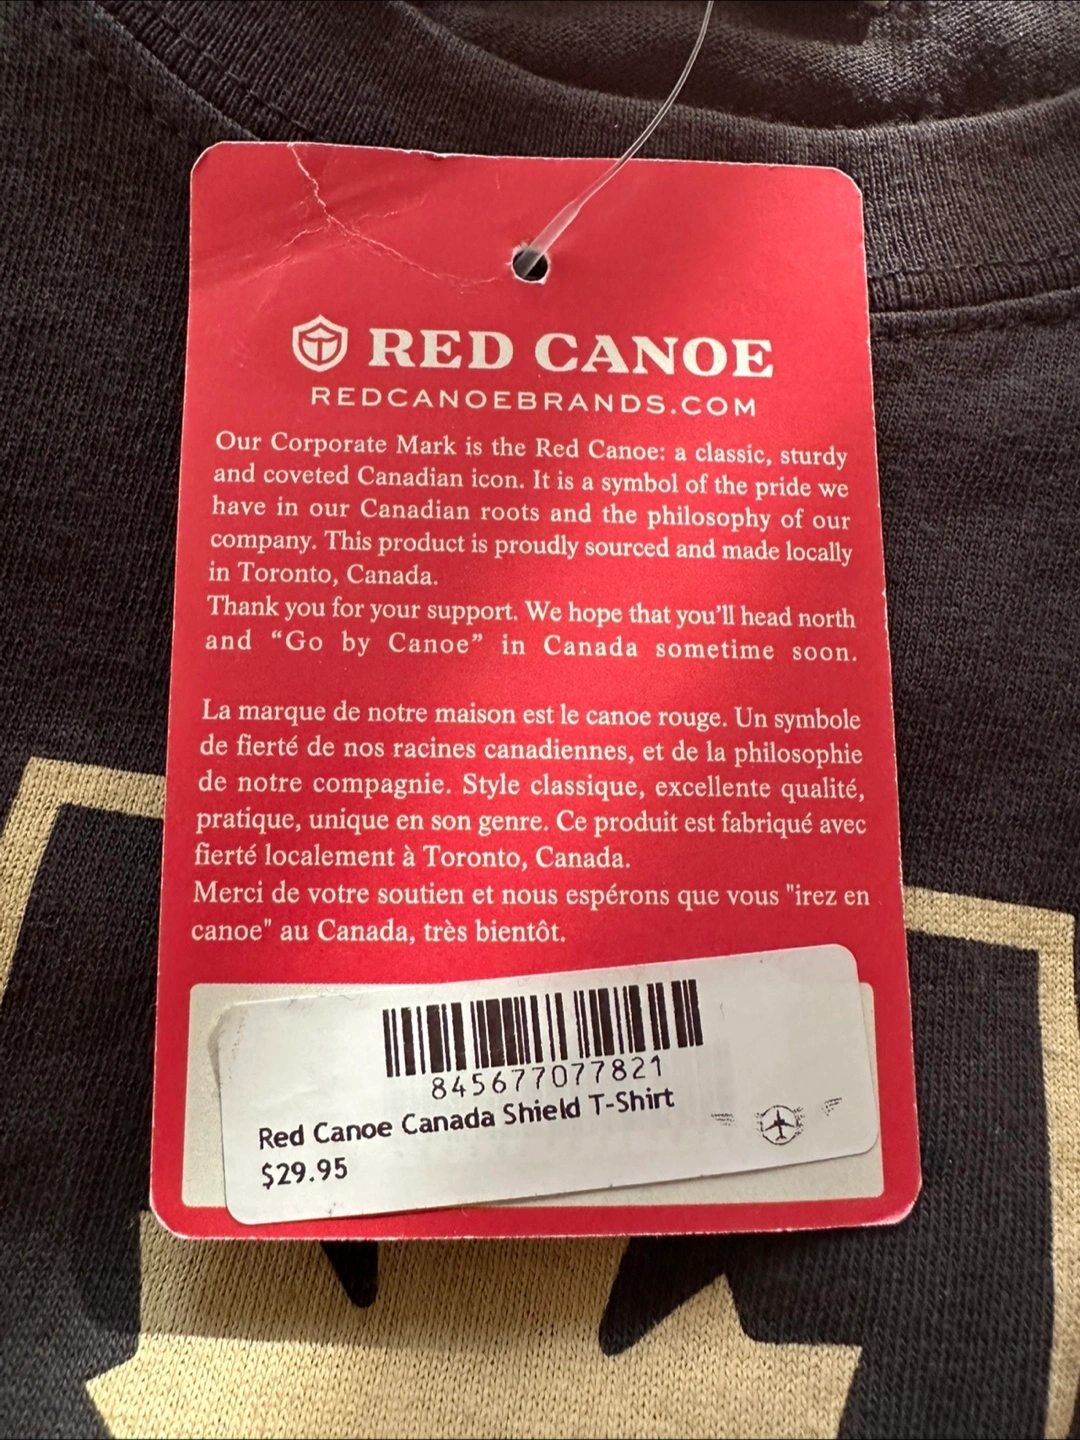 RED CANOE
REDCANOEBRANDS.COM
Our Corporate Mark is the Red Canoe: a classic, sturdy
and coveted Canadian icon. It is a symbol of the pride we
have in our Canadian roots and the philosophy of our
company. This product is proudly sourced and made locally
in Toronto, Canada.
Thank you for your support. We hope that you'll head north
and “Go by Canoe” in Canada sometime soon.
La marque de notre maison est le canoe rouge. Un symbole
de fierté de nos racines canadiennes, et de la philosophie
de notre compagnie. Style classique, excellente qualité,
pratique, unique en son genre. Ce produit est fabriqué avec
fierté localement à Toronto, Canada.
Merci de votre soutien et nous espérons que vous "irez en
canoe" au Canada, très bientôt.
845677077821
Red Canoe Canada Shield T-Shirt
$29.95